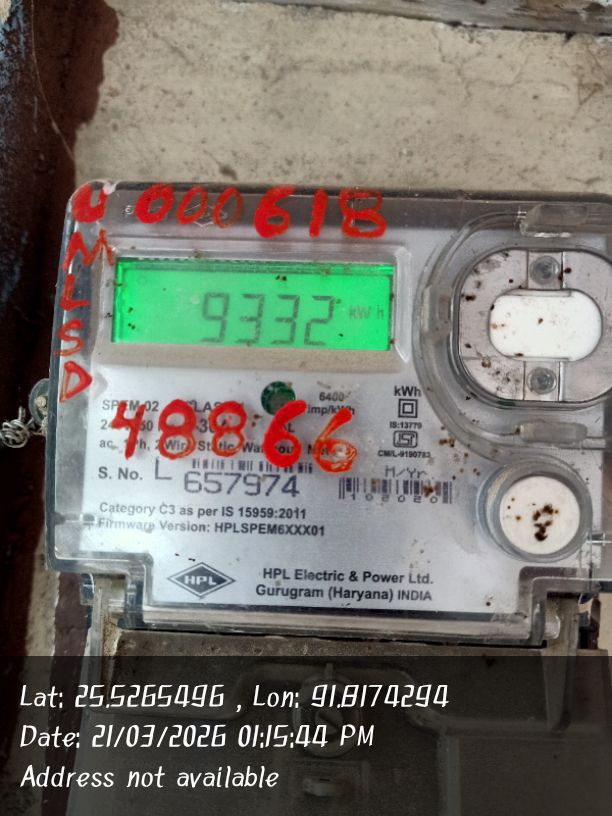 U 000618
M
L
S
D
9332 kWh
kWh
6400
imp/kWh
SPEM-02
IS:13779
CM/L-9190783
48866
S. No. L 657974
M/Yr
102020
Category C3 as per IS 15959:2011
Firmware Version: HPLSPEM6XXX01
HPL
HPL Electric & Power Ltd.
Gurugram (Haryana) INDIA
Lat: 25.5265496 , Lon: 91.8174294
Date: 21/03/2026 01:15:44 PM
Address not available